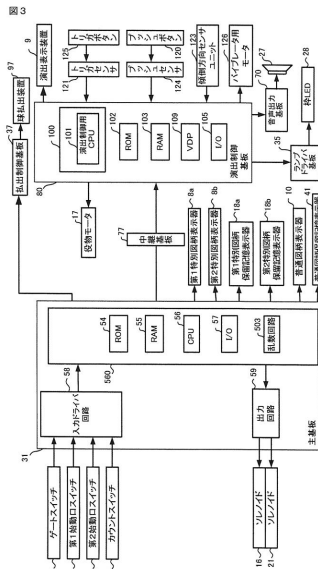 図3
31
ゲートスイッチ
第1始動口スイッチ
第2始動口スイッチ
カウントスイッチ
58
入力ドライバ回路
560
54
ROM
55
RAM
56
CPU
57
I/O
503
乱数回路
59
出力回路
16
ソレノイド
21
ソレノイド
主基板
37
払出制御基板
97
球払出装置
9
演出表示装置
125
トリガボタン
121
トリガセンサ
120
プッシュボタン
124
プッシュセンサ
123
傾倒方向センサユニット
126
バイブレータ用モータ
27
70
音声出力基板
28
枠LED
35
ランプドライバ基板
80
演出制御基板
100
101
演出制御用CPU
102
ROM
103
RAM
109
VDP
105
I/O
17
役物モータ
77
中継基板
8a
第1特別図柄表示器
8b
第2特別図柄表示器
18a
第1特別図柄保留記憶表示器
18b
第2特別図柄保留記憶表示器
10
普通図柄表示器
41
普通図柄保留記憶表示器